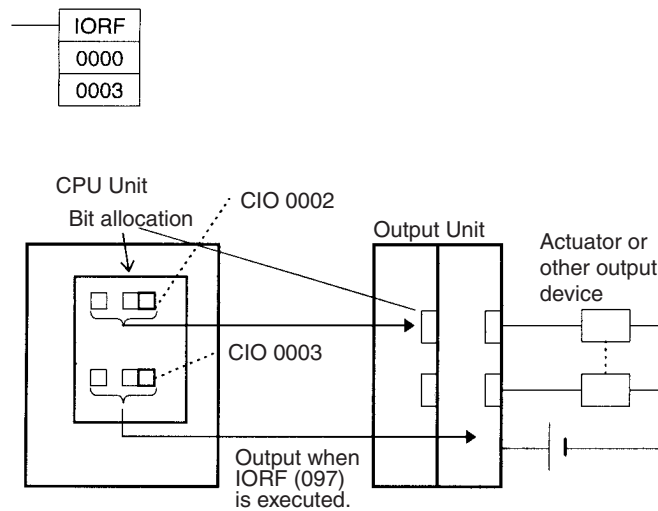 IORF
0000
0003
CPU Unit
Bit allocation
CIO 0002
Output Unit
Actuator or
other output
device
CIO 0003
Output when
IORF (097)
is executed.